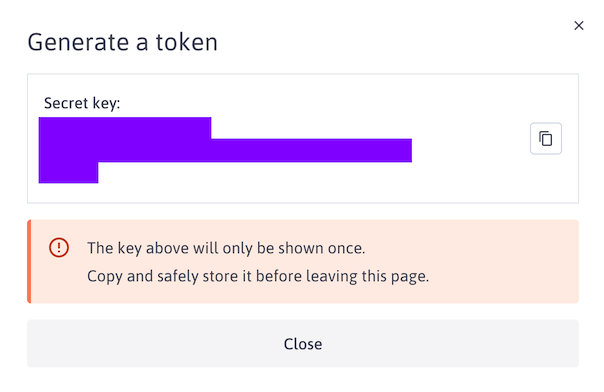 Generate a token
Secret key:
The key above will only be shown once.
Copy and safely store it before leaving this page.
Close